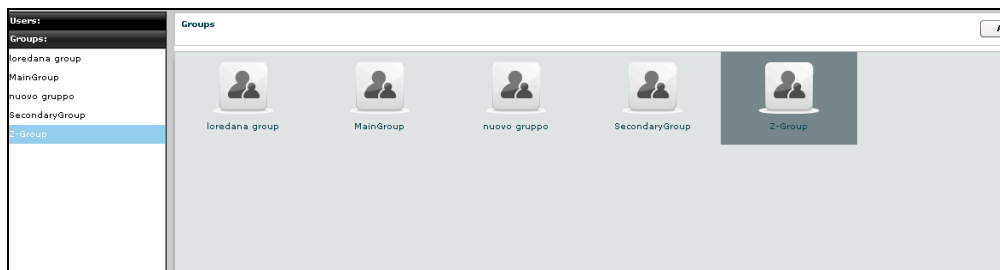 Users:
Groups:
loredana group
MainGroup
nuovo gruppo
SecondaryGroup
Z-Group
Groups
A
loredana group
MainGroup
nuovo gruppo
SecondaryGroup
Z-Group